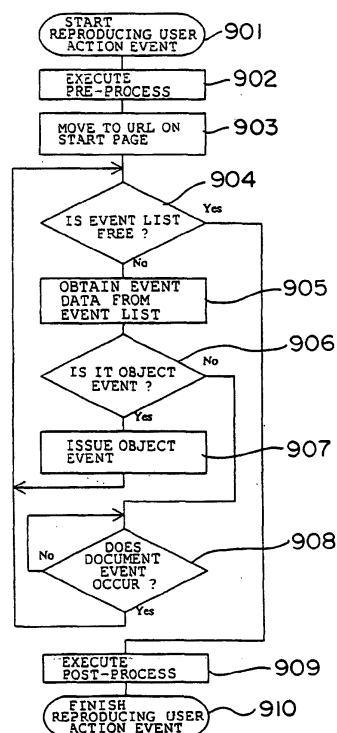 START
REPRODUCING USER
ACTION EVENT
901
EXECUTE
PRE-PROCESS
902
MOVE TO URL ON
START PAGE
903
904
IS EVENT LIST
FREE ?
Yes
No
OBTAIN EVENT
DATA FROM
EVENT LIST
905
906
IS IT OBJECT
EVENT ?
No
Yes
ISSUE OBJECT
EVENT
907
DOES
DOCUMENT
EVENT
OCCUR ?
908
No
Yes
EXECUTE
POST-PROCESS
909
FINISH
REPRODUCING USER
ACTION EVENT
910